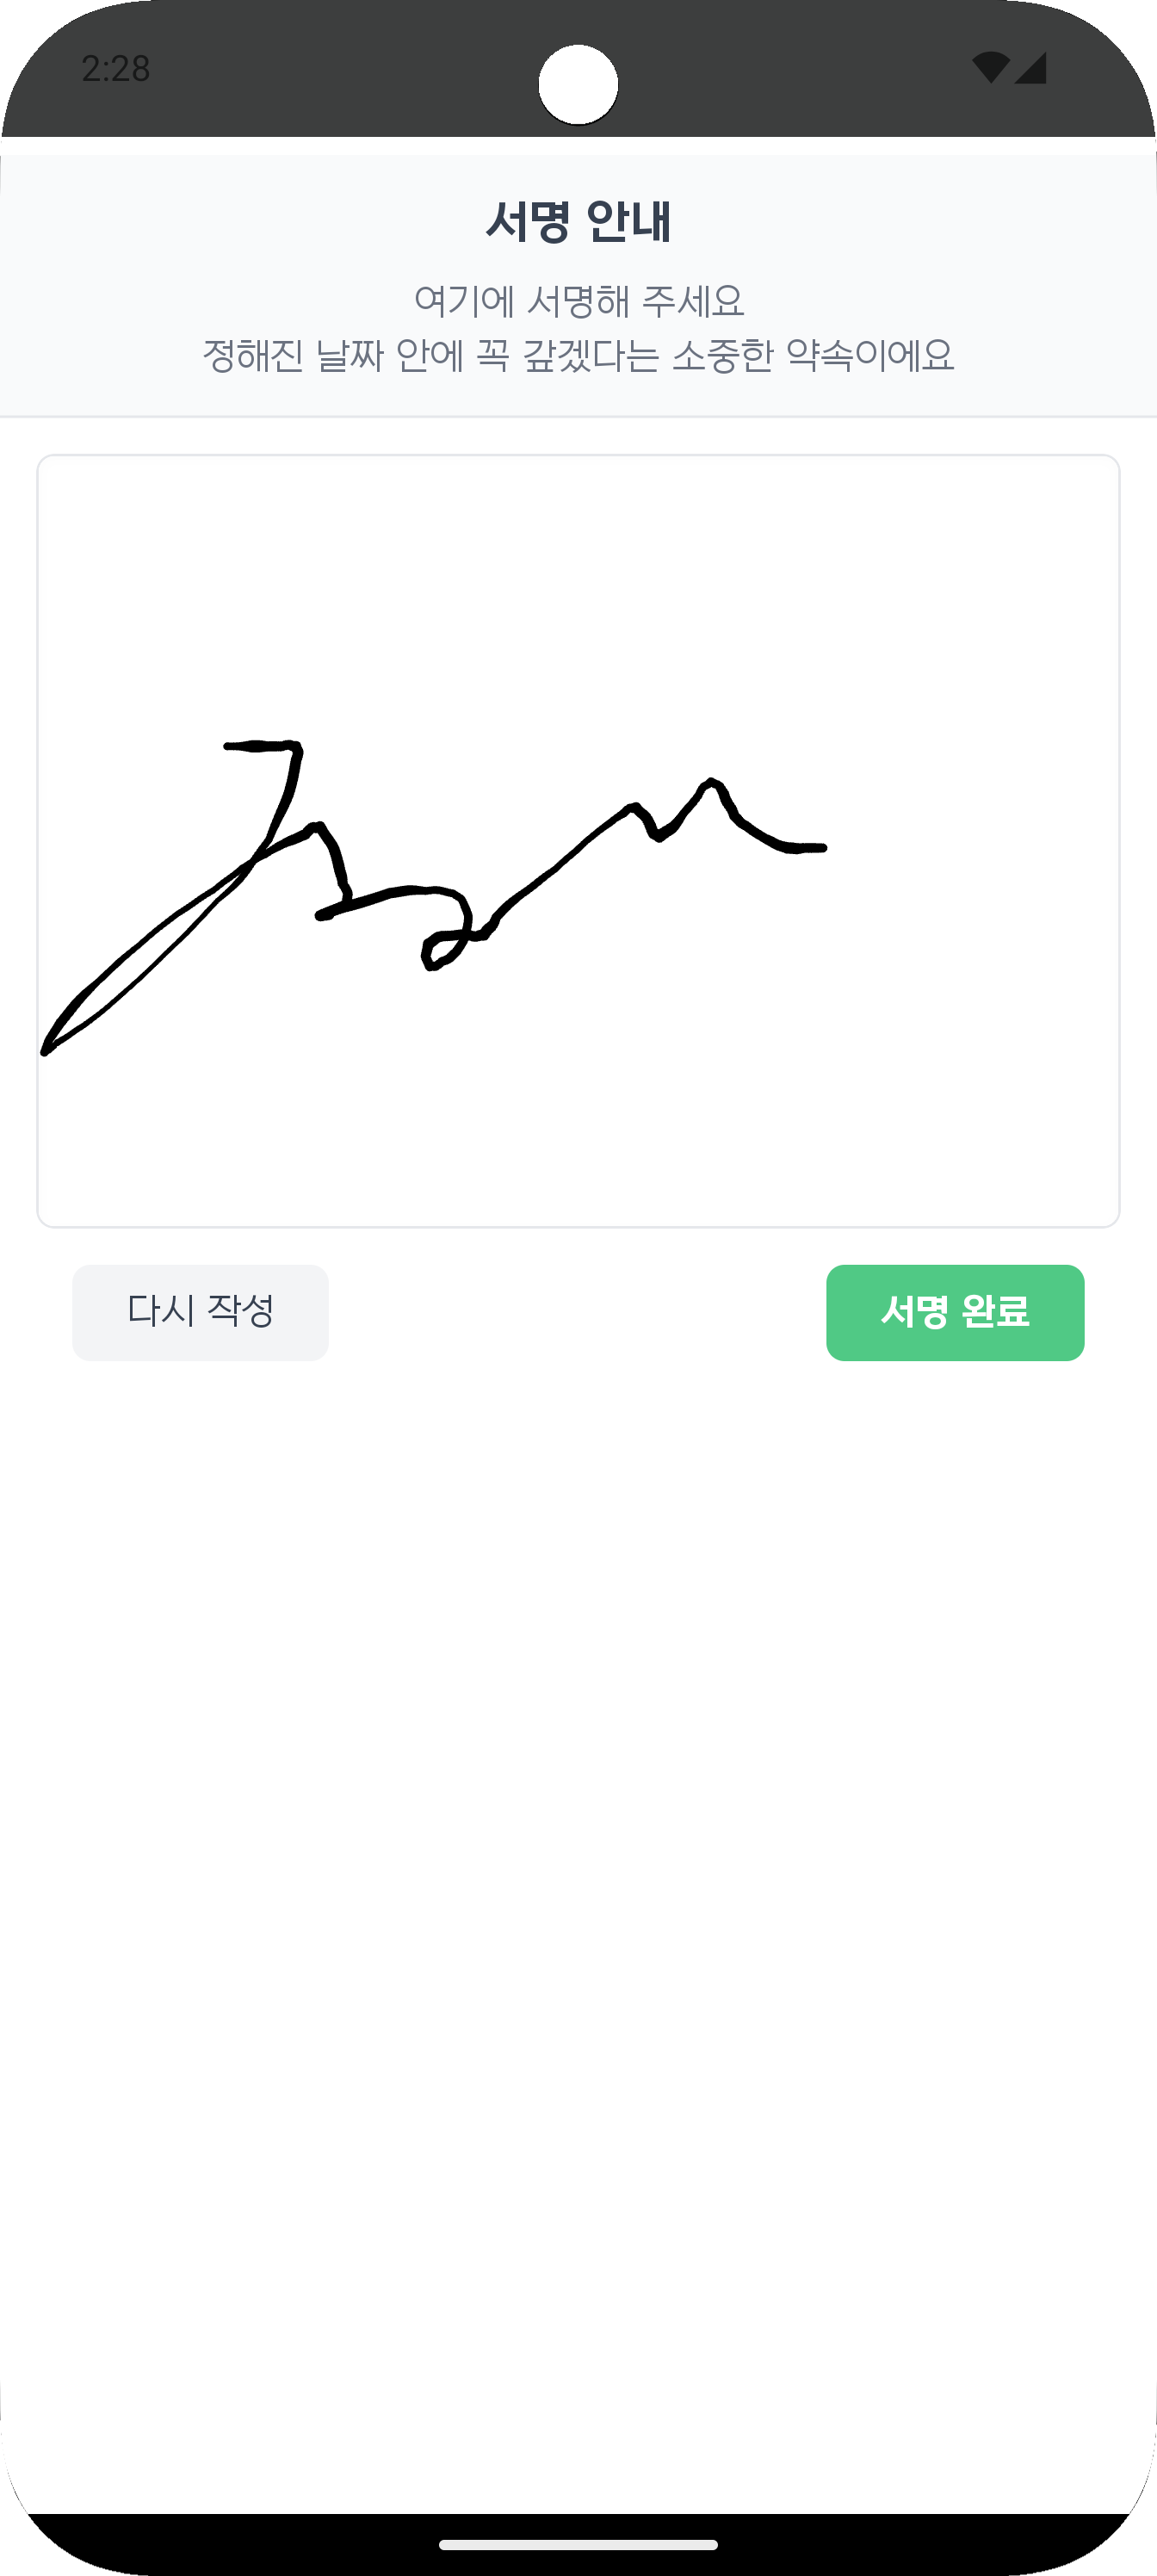 2:28
서명 안내
여기에 서명해 주세요
정해진 날짜 안에 꼭 갚겠다는 소중한 약속이에요
다시 작성
서명 완료